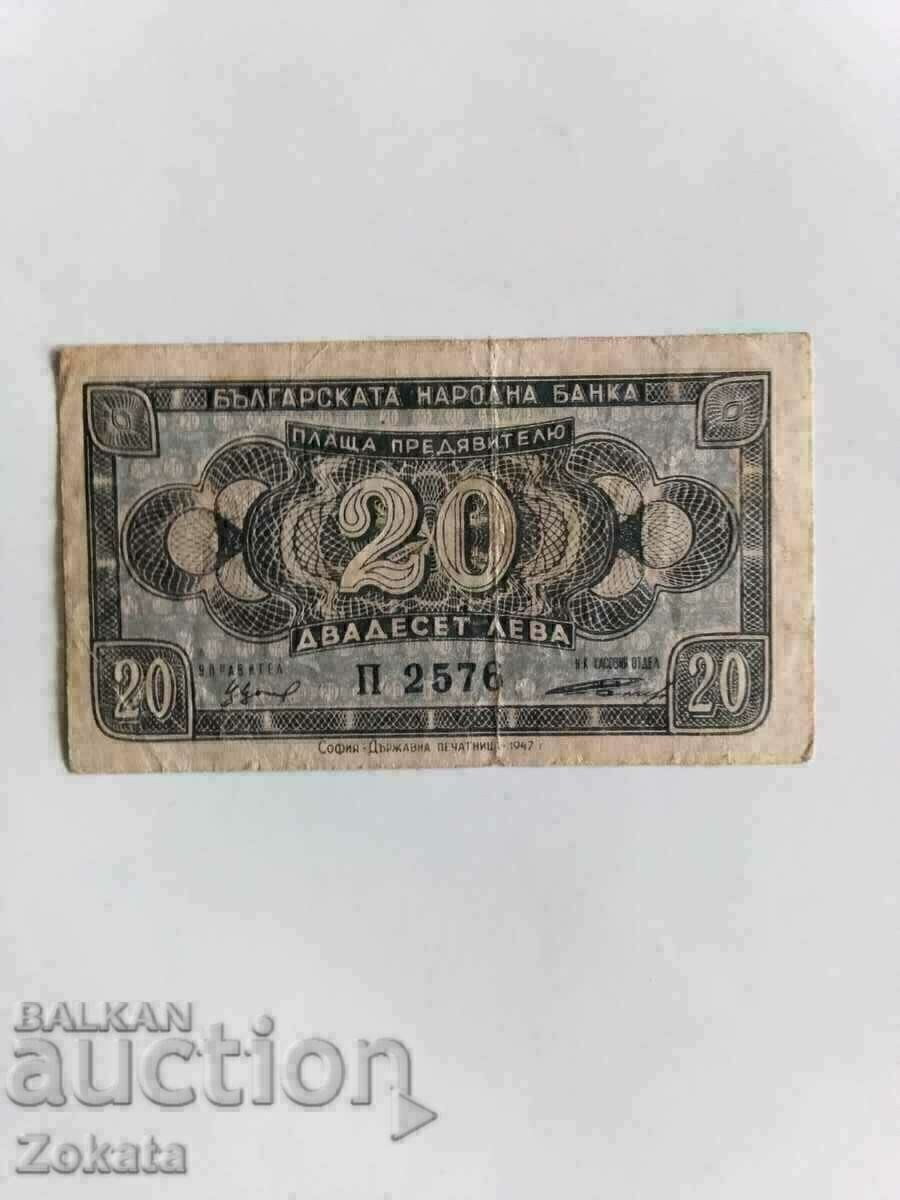 БЪЛГАРСКАТА НАРОДНА БАНКА
ПЛАЩА ПРЕДЯВИТЕЛЮ
20
ДВАДЕСЕТ ЛЕВА
УПРАВИТЕЛ
П 2576
Н-К КАСОВИЯ ОТДЕЛ
20
20
СОФИЯ - ДЪРЖАВНА ПЕЧАТНИЦА - 1947 г
BALKAN
auction
Zokata